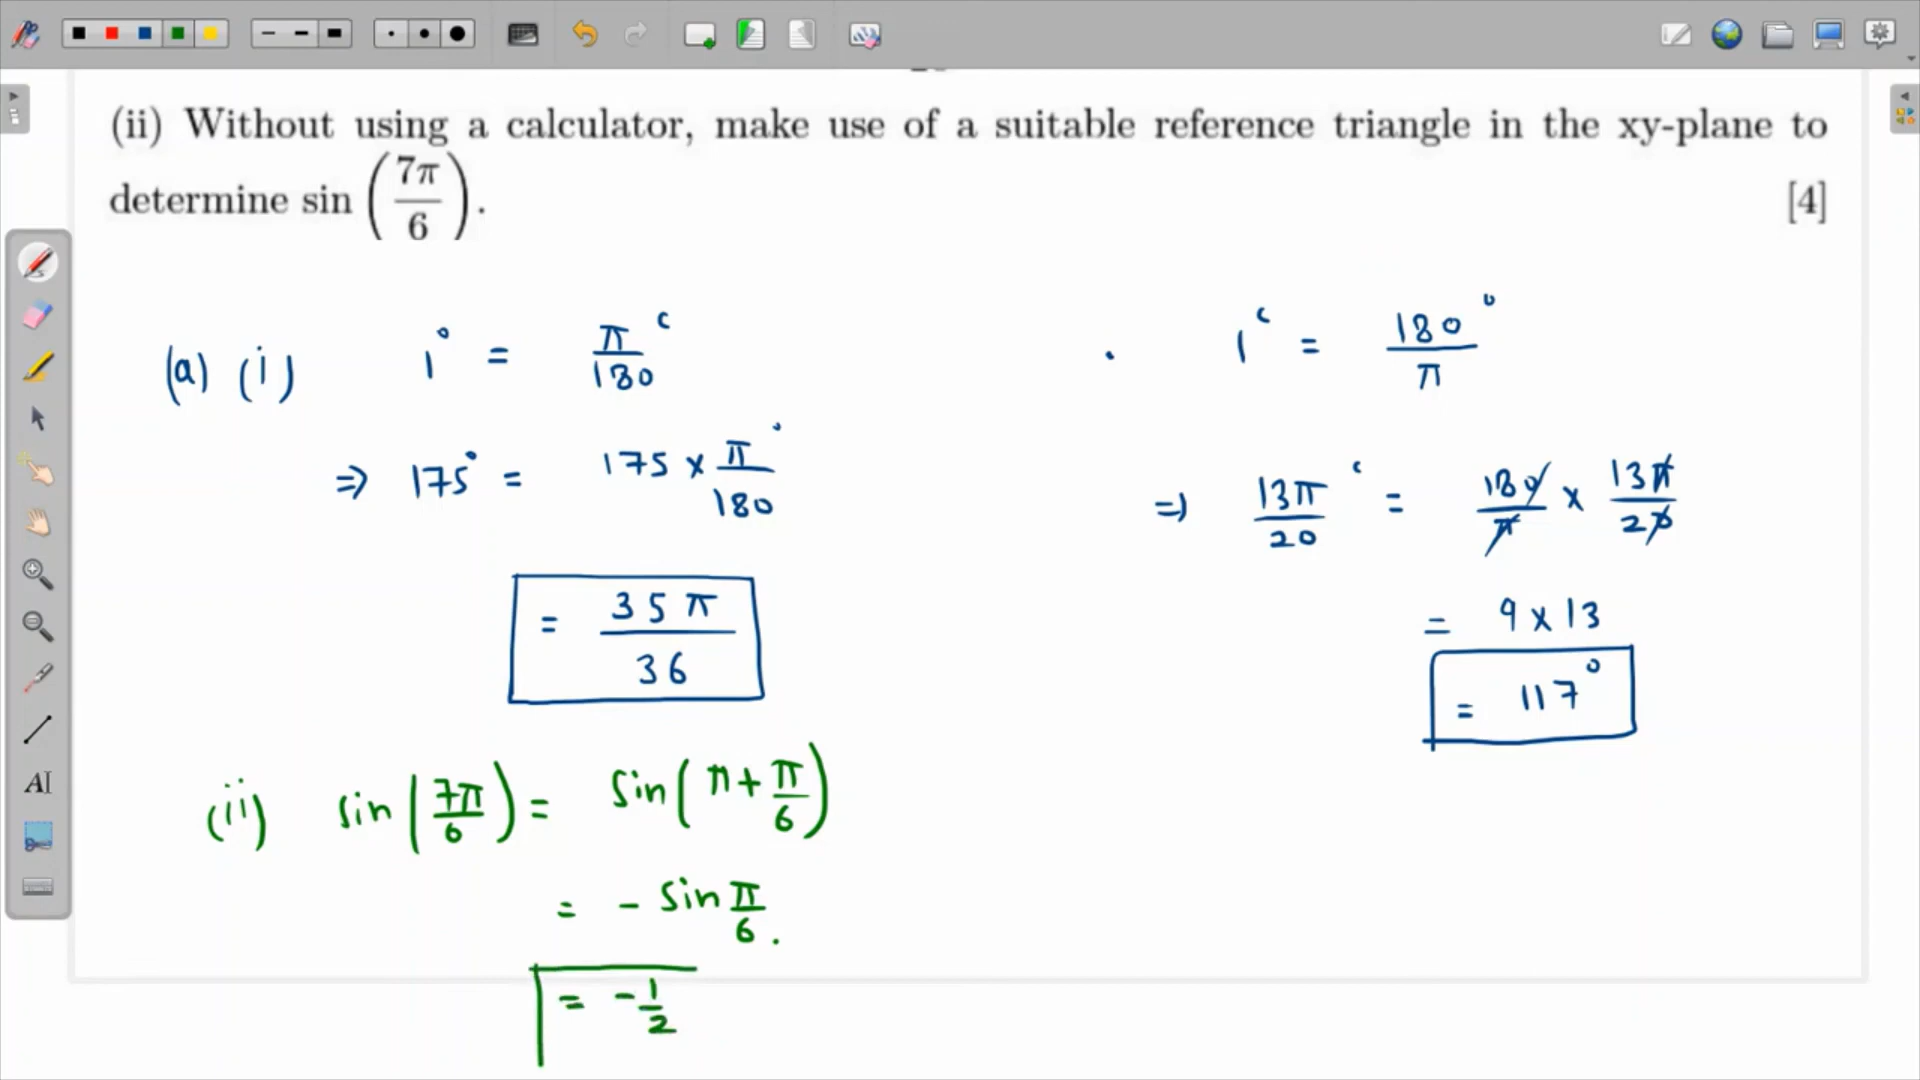 (ii) Without using a calculator, make use of a suitable reference triangle in the xy-plane to
determine sin (7π/6). [4]
(a) (i) 1° = π/180 ᶜ
⇒ 175° = 175 × π/180 °
= 35π/36
. 1ᶜ = 180/π °
⇒ 13π/20 ᶜ = 180/π × 13π/20
= 9 × 13
= 117°
(ii) sin(7π/6) = sin(π + π/6)
= - sin π/6.
= -1/2
AI